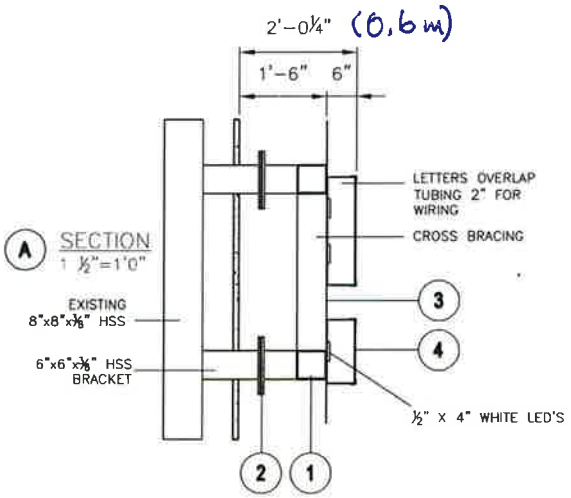 2'-0¼" (0,6 m)
1'-6" 6"
LETTERS OVERLAP
TUBING 2" FOR
WIRING
CROSS BRACING
A SECTION
1 ½"=1'0"
EXISTING
8"x8"x⅜" HSS
3
6"x6"x⅜" HSS
BRACKET
4
½" X 4" WHITE LED'S
2 1